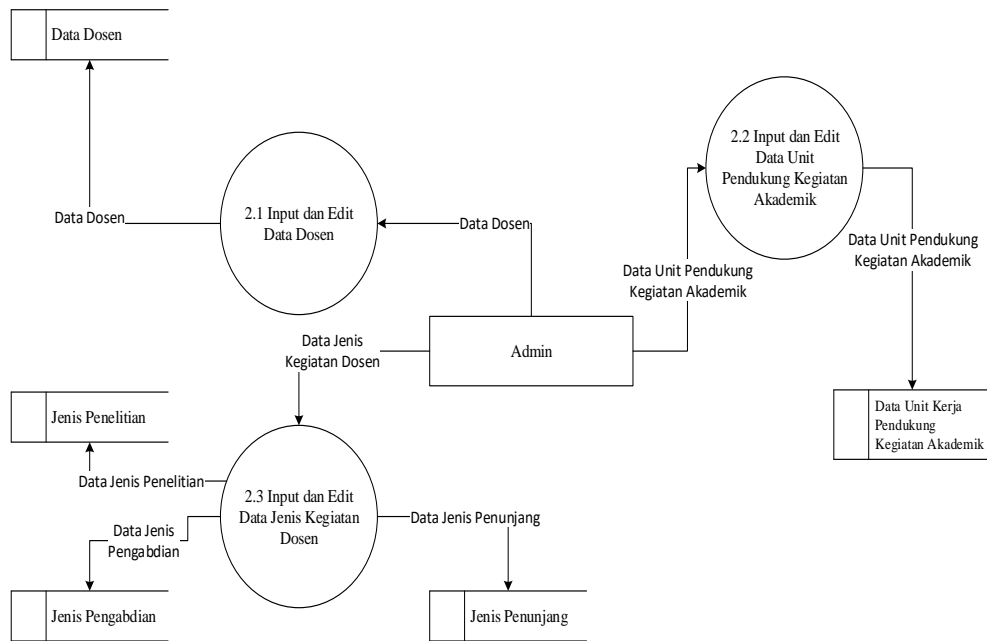 Data Dosen
2.2 Input dan Edit
Data Unit
Pendukung Kegiatan
Akademik
Data Dosen
2.1 Input dan Edit
Data Dosen
Data Dosen
Data Unit Pendukung
Kegiatan Akademik
Data Unit Pendukung
Kegiatan Akademik
Data Jenis
Kegiatan Dosen
Admin
Jenis Penelitian
Data Unit Kerja
Pendukung
Kegiatan Akademik
Data Jenis Penelitian
2.3 Input dan Edit
Data Jenis Kegiatan
Dosen
Data Jenis Penunjang
Data Jenis
Pengabdian
Jenis Pengabdian
Jenis Penunjang